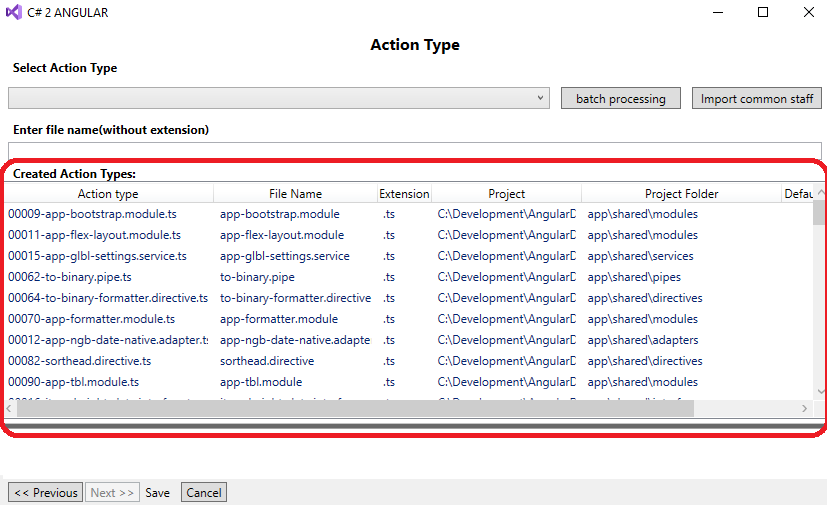 C# 2 ANGULAR
Action Type
Select Action Type
batch processing
Import common staff
Enter file name(without extension)
Created Action Types:
Action type File Name Extension Project Project Folder Defau
00009-app-bootstrap.module.ts app-bootstrap.module .ts C:\Development\AngularD app\shared\modules
00011-app-flex-layout.module.ts app-flex-layout.module .ts C:\Development\AngularD app\shared\modules
00015-app-glbl-settings.service.ts app-glbl-settings.service .ts C:\Development\AngularD app\shared\services
00062-to-binary.pipe.ts to-binary.pipe .ts C:\Development\AngularD app\shared\pipes
00064-to-binary-formatter.directive.ts to-binary-formatter.directive .ts C:\Development\AngularD app\shared\directives
00070-app-formatter.module.ts app-formatter.module .ts C:\Development\AngularD app\shared\modules
00012-app-ngb-date-native.adapter.ts app-ngb-date-native.adapte .ts C:\Development\AngularD app\shared\adapters
00082-sorthead.directive.ts sorthead.directive .ts C:\Development\AngularD app\shared\directives
00090-app-tbl.module.ts app-tbl.module .ts C:\Development\AngularD app\shared\modules
<< Previous Next >> Save Cancel